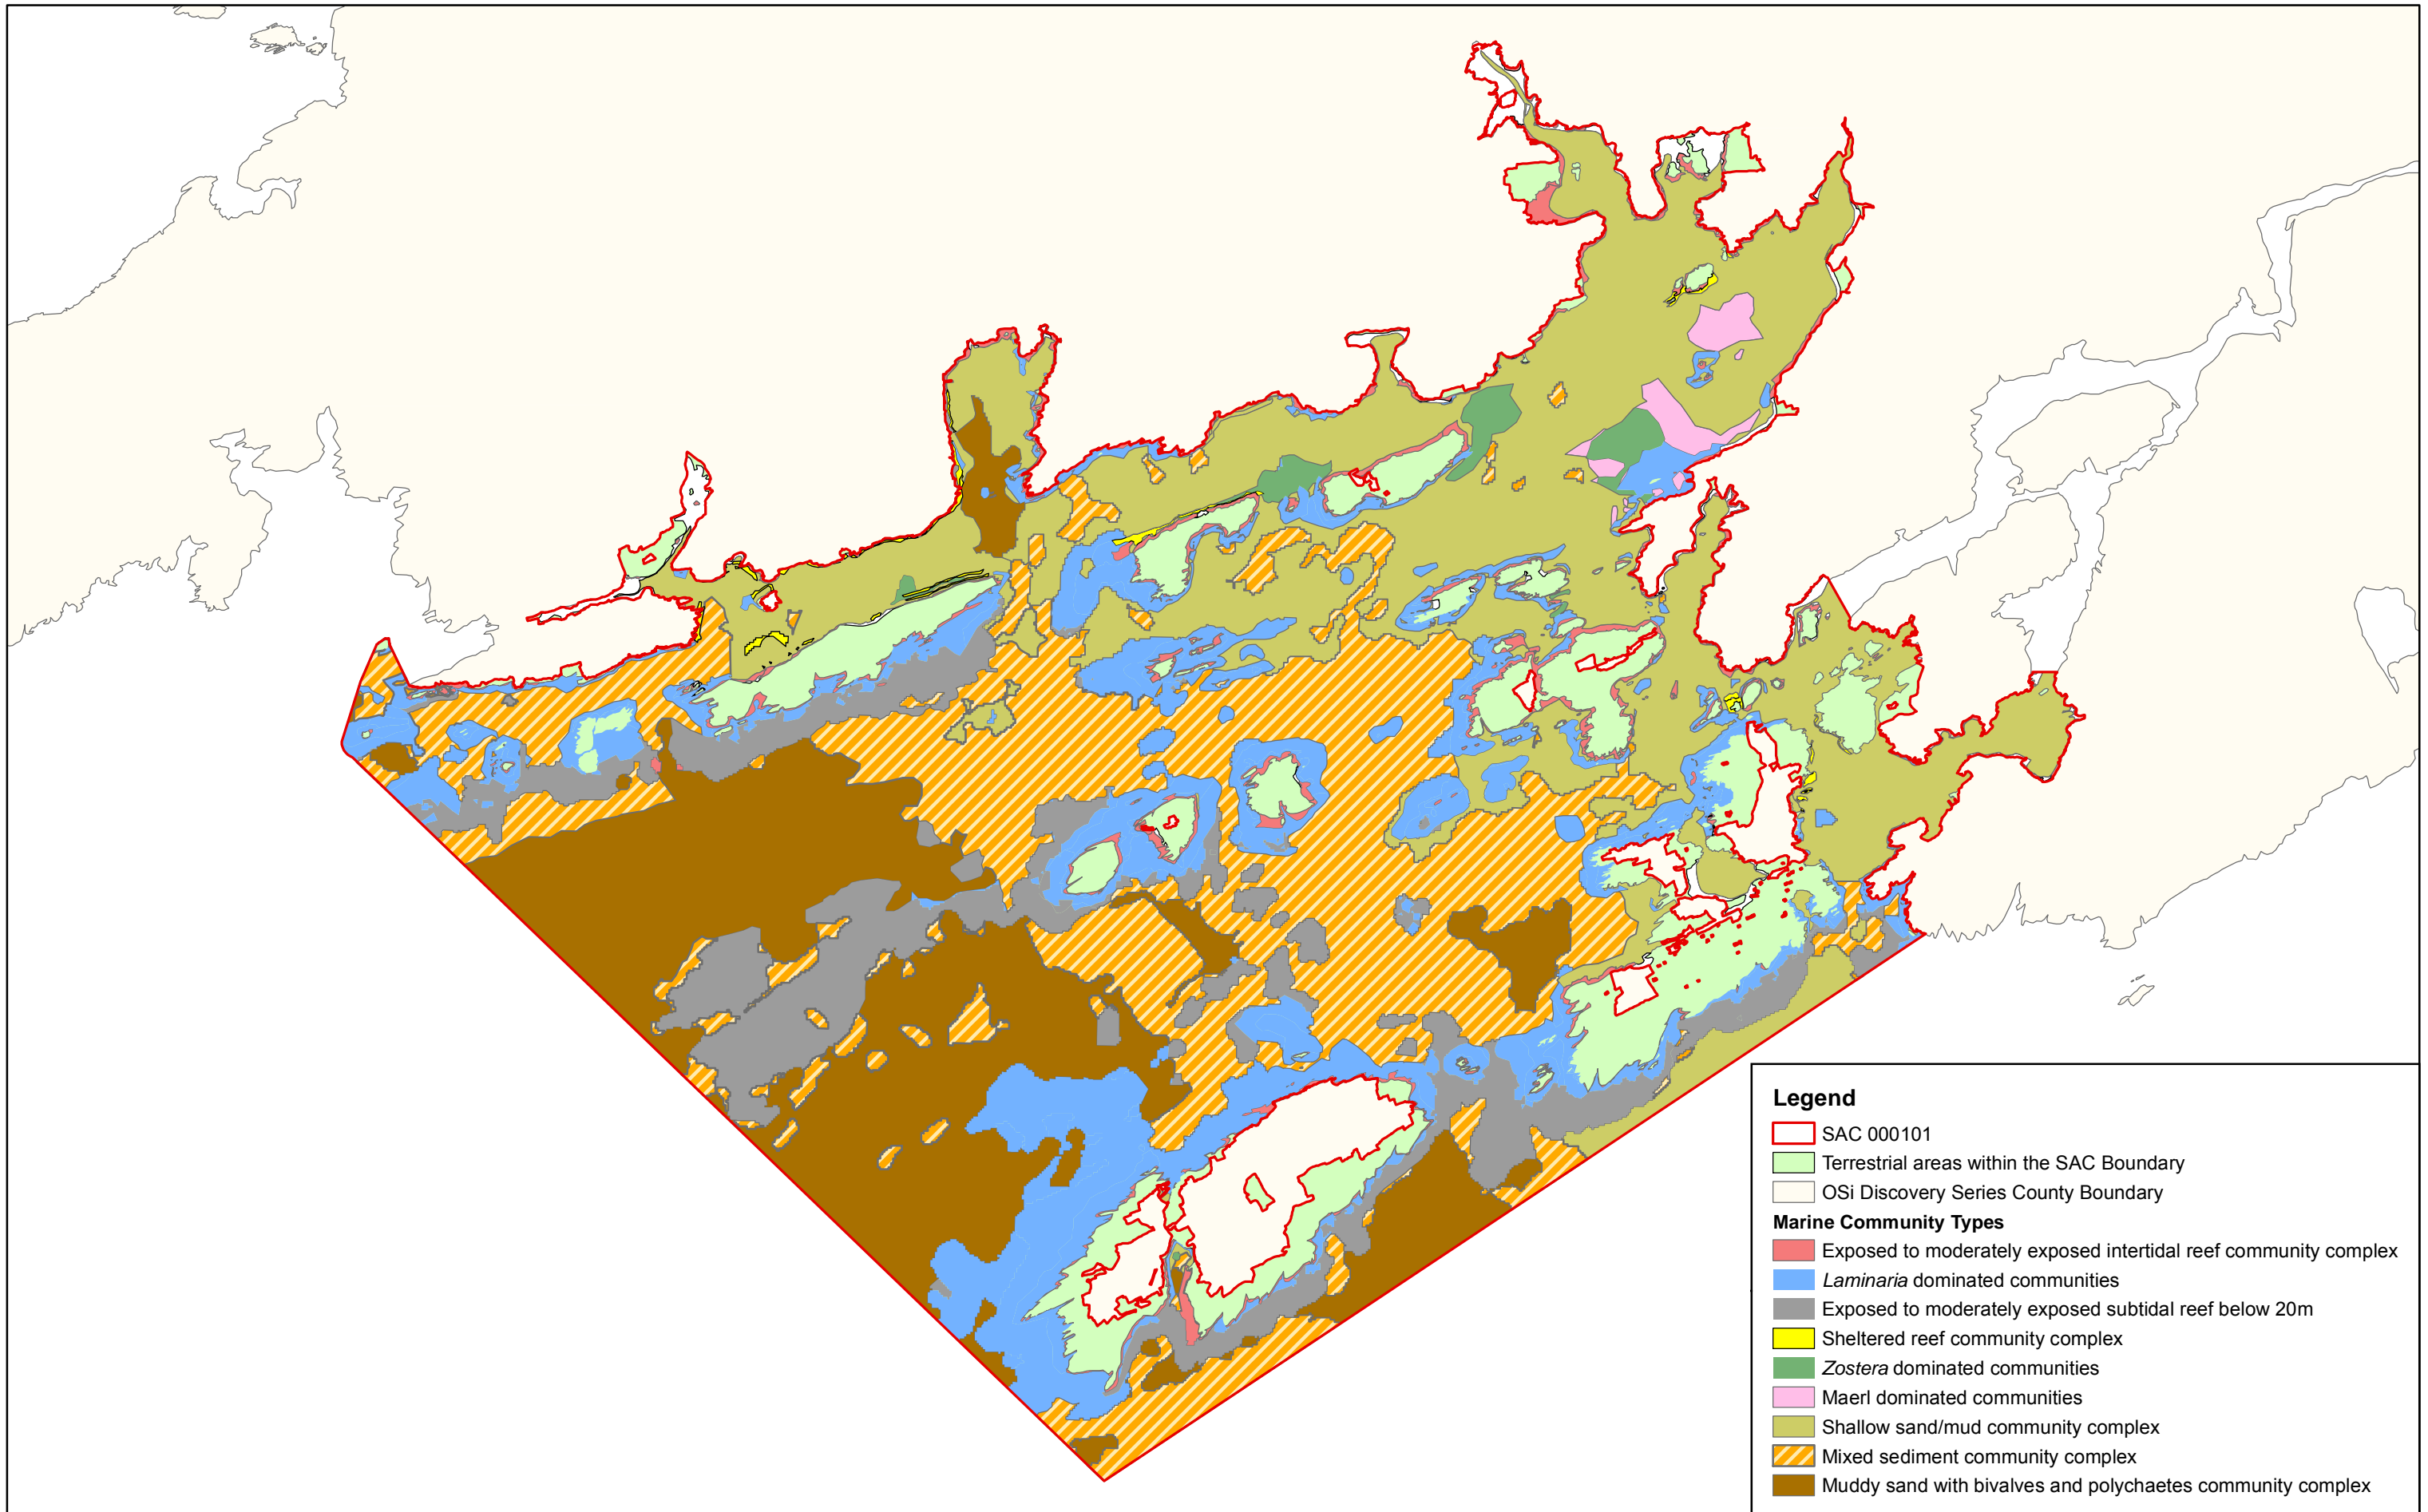 Legend
SAC 000101
Terrestrial areas within the SAC Boundary
OSi Discovery Series County Boundary
Marine Community Types
Exposed to moderately exposed intertidal reef community complex
Laminaria dominated communities
Exposed to moderately exposed subtidal reef below 20m
Sheltered reef community complex
Zostera dominated communities
Maerl dominated communities
Shallow sand/mud community complex
Mixed sediment community complex
Muddy sand with bivalves and polychaetes community complex